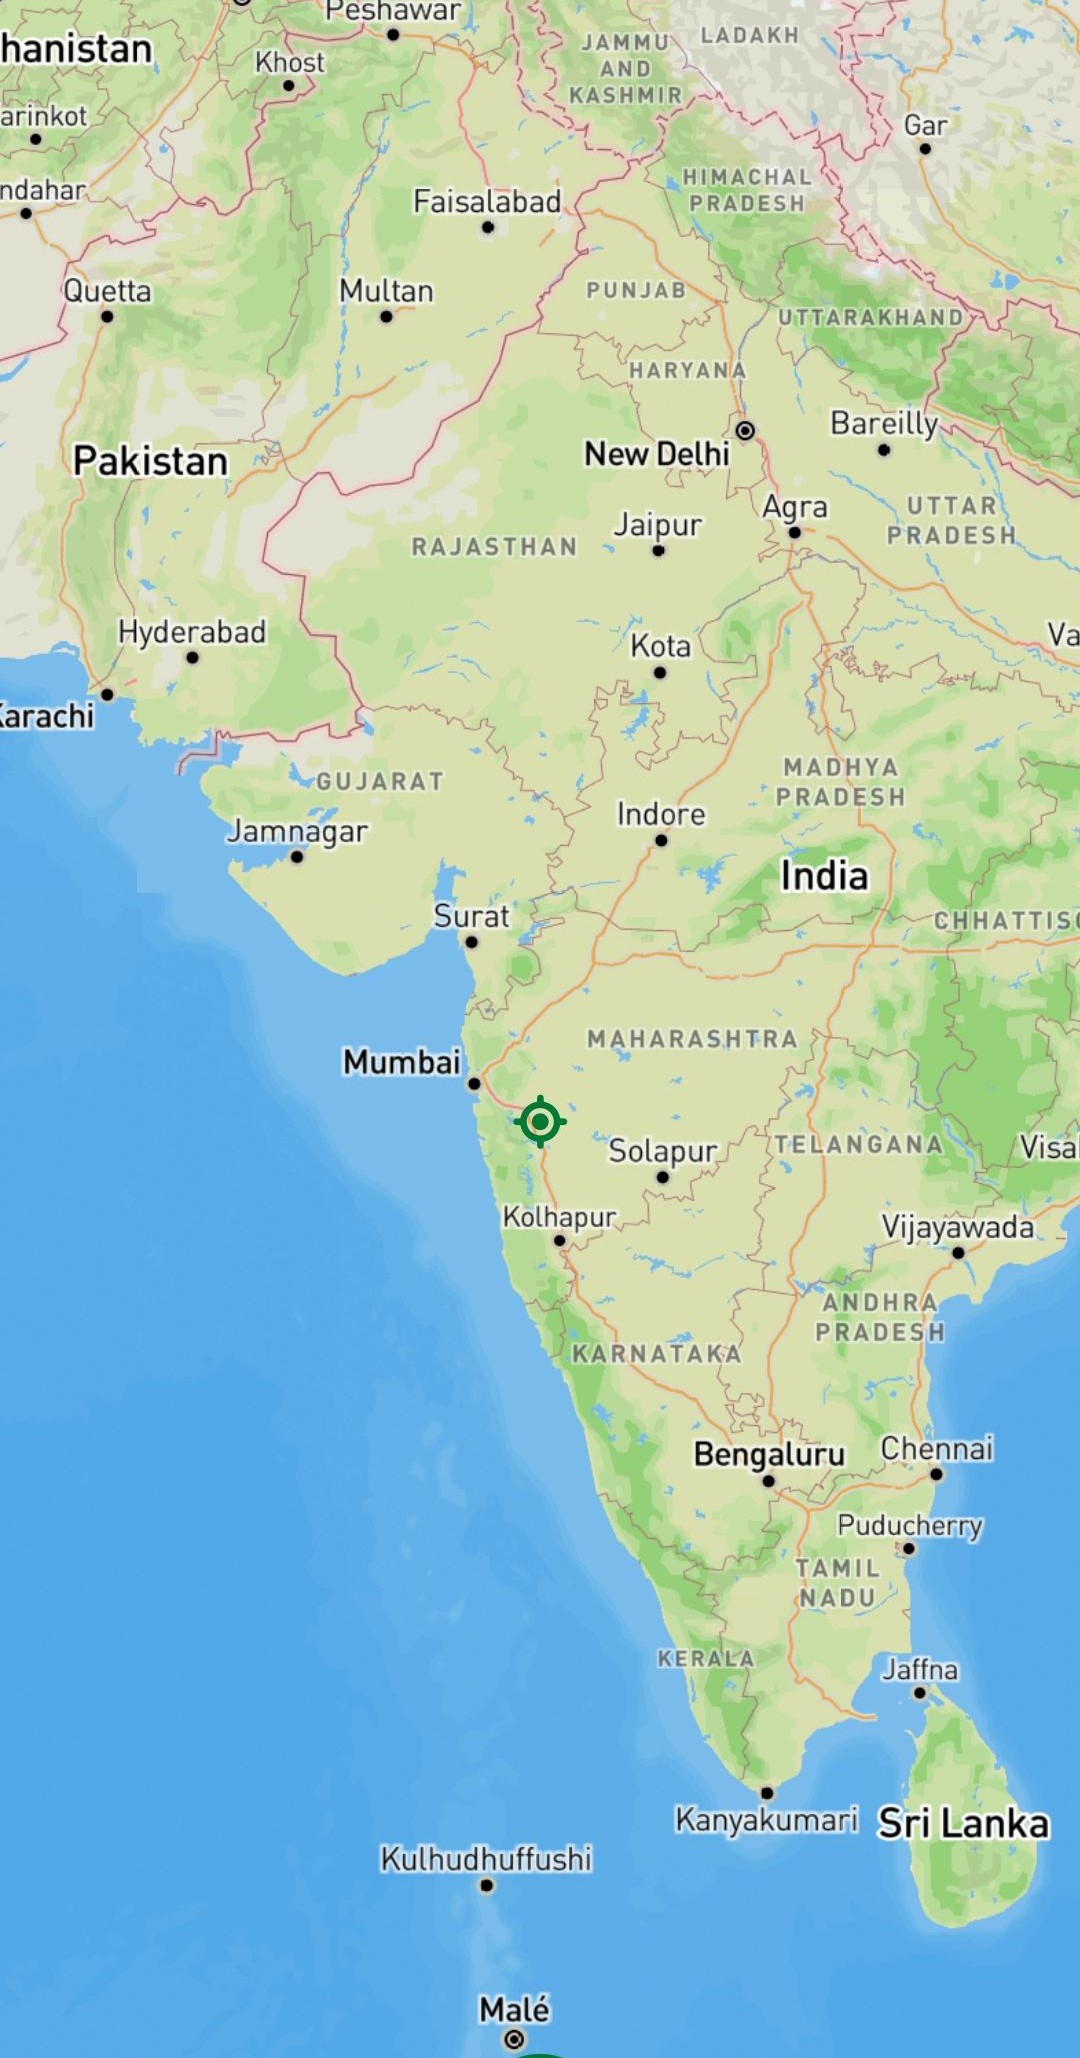 Peshawar
hanistan
JAMMU
AND
KASHMIR
LADAKH
Khost
arinkot
Gar
ndahar
HIMACHAL
PRADESH
Faisalabad
Quetta
Multan
PUNJAB
UTTARAKHAND
HARYANA
Bareilly
New Delhi
Pakistan
Agra
UTTAR
PRADESH
Jaipur
RAJASTHAN
Hyderabad
Kota
Va
Karachi
GUJARAT
MADHYA
PRADESH
Indore
Jamnagar
India
Surat
CHHATTISG
MAHARASHTRA
Mumbai
Solapur
TELANGANA
Visal
Kolhapur
Vijayawada
ANDHRA
PRADESH
KARNATAKA
Bengaluru
Chennai
Puducherry
TAMIL
NADU
KERALA
Jaffna
Kanyakumari
Sri Lanka
Kulhudhuffushi
Malé